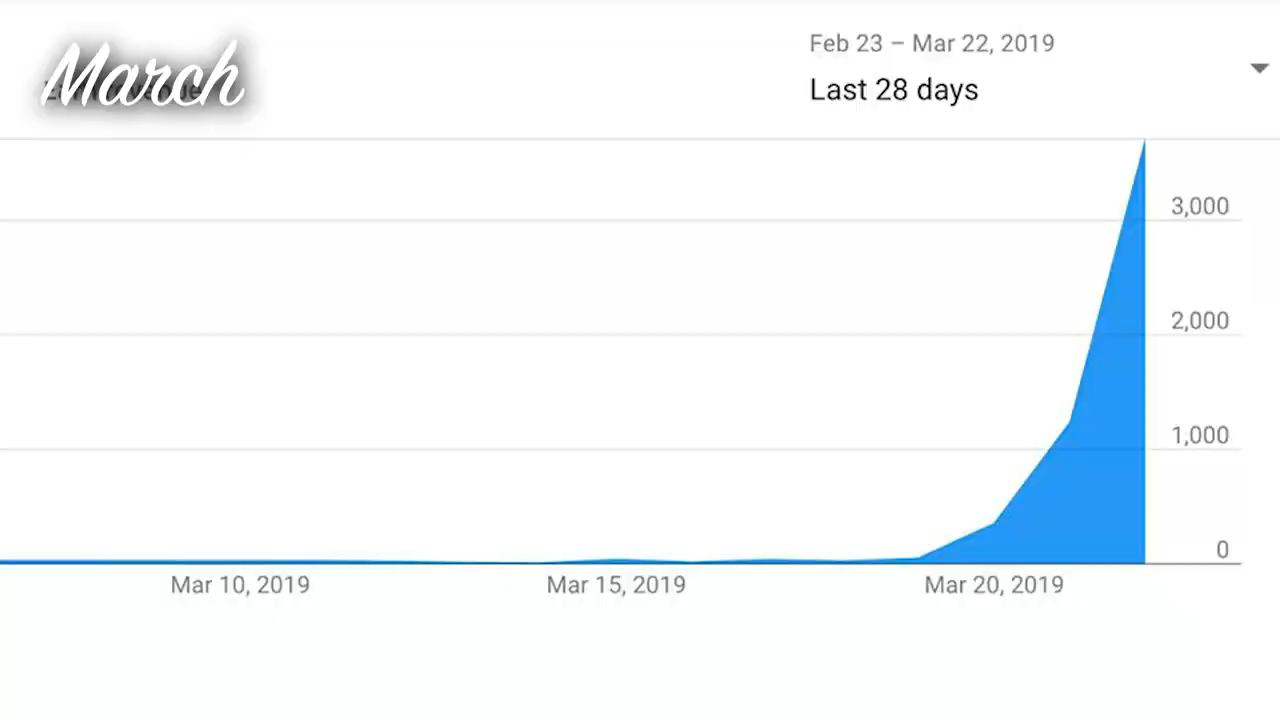 March
Feb 23 – Mar 22, 2019
Last 28 days
3,000
2,000
1,000
0
Mar 10, 2019
Mar 15, 2019
Mar 20, 2019